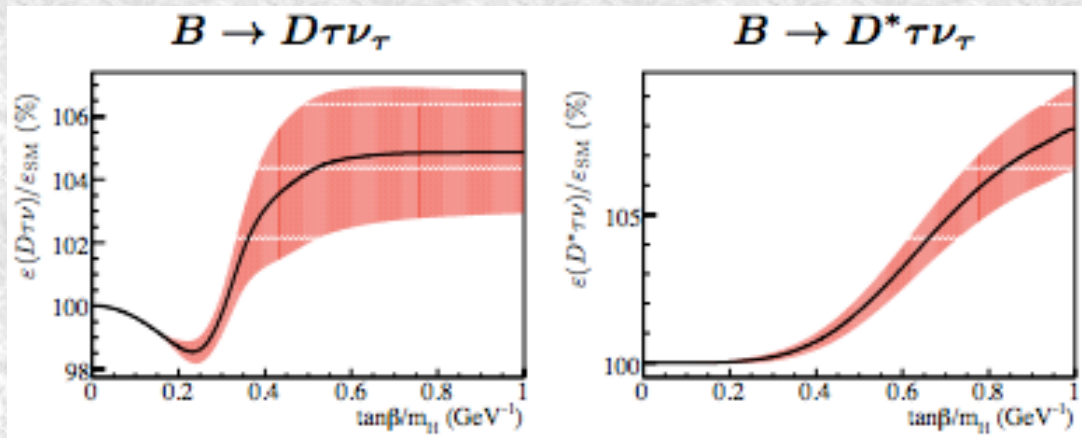 B → Dτν_τ
ε(Dτν)/ε_SM (%)
106
104
102
100
98
0 0.2 0.4 0.6 0.8 1
tanβ/m_H (GeV⁻¹)
B → D*τν_τ
ε(D*τν)/ε_SM (%)
105
100
0 0.2 0.4 0.6 0.8 1
tanβ/m_H (GeV⁻¹)